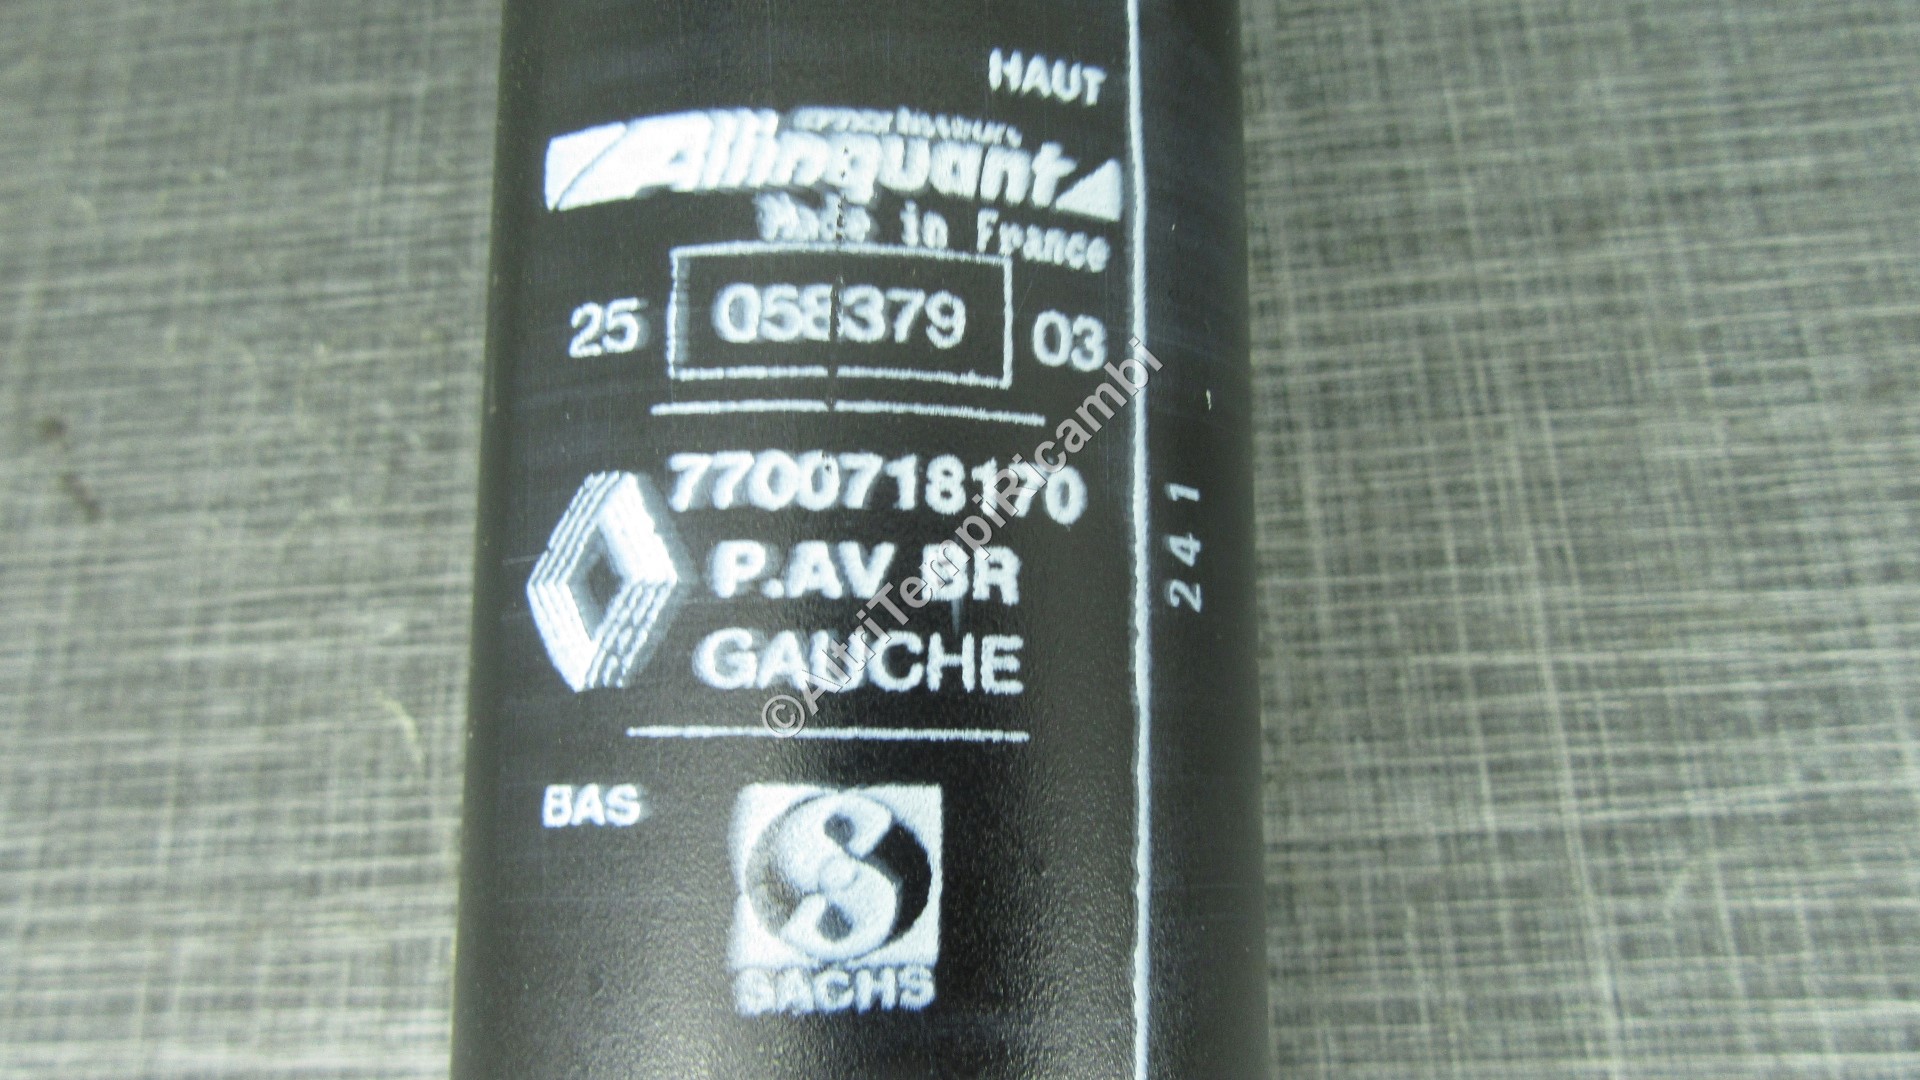 HAUT
amortisseurs
Allinquant
Made in France
25 058379 03
7700718170
P.AV.BR
GAUCHE
BAS
SACHS
241
©AltriTempiRicambi